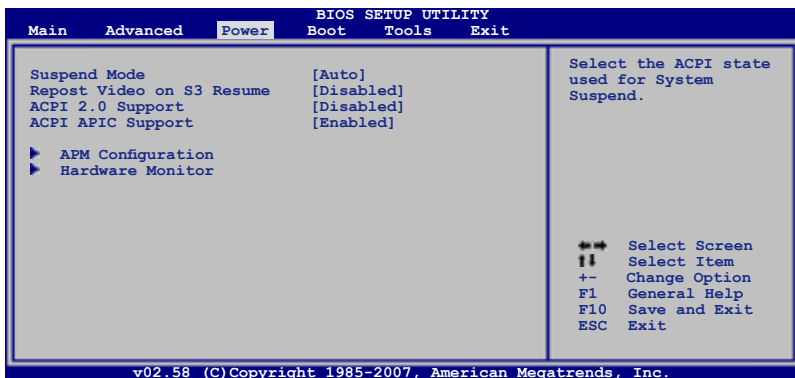 BIOS SETUP UTILITY
Main Advanced Power Boot Tools Exit
Suspend Mode [Auto]
Repost Video on S3 Resume [Disabled]
ACPI 2.0 Support [Disabled]
ACPI APIC Support [Enabled]
APM Configuration
Hardware Monitor
Select the ACPI state
used for System
Suspend.
Select Screen
Select Item
+- Change Option
F1 General Help
F10 Save and Exit
ESC Exit
v02.58 (C)Copyright 1985-2007, American Megatrends, Inc.